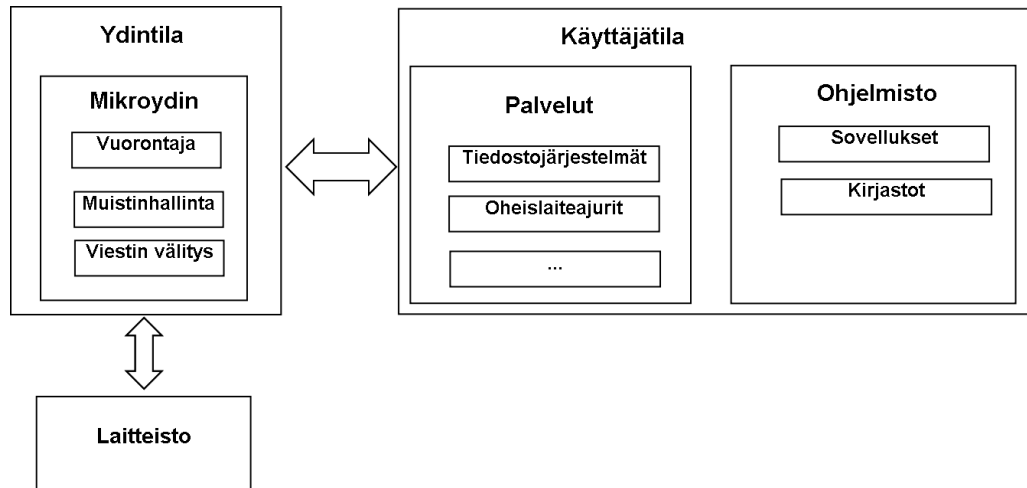 Ydintila
Mikroydin
Vuorontaja
Muistinhallinta
Viestin välitys
Käyttäjätila
Palvelut
Tiedostojärjestelmät
Oheislaiteajurit
...
Ohjelmisto
Sovellukset
Kirjastot
Laitteisto